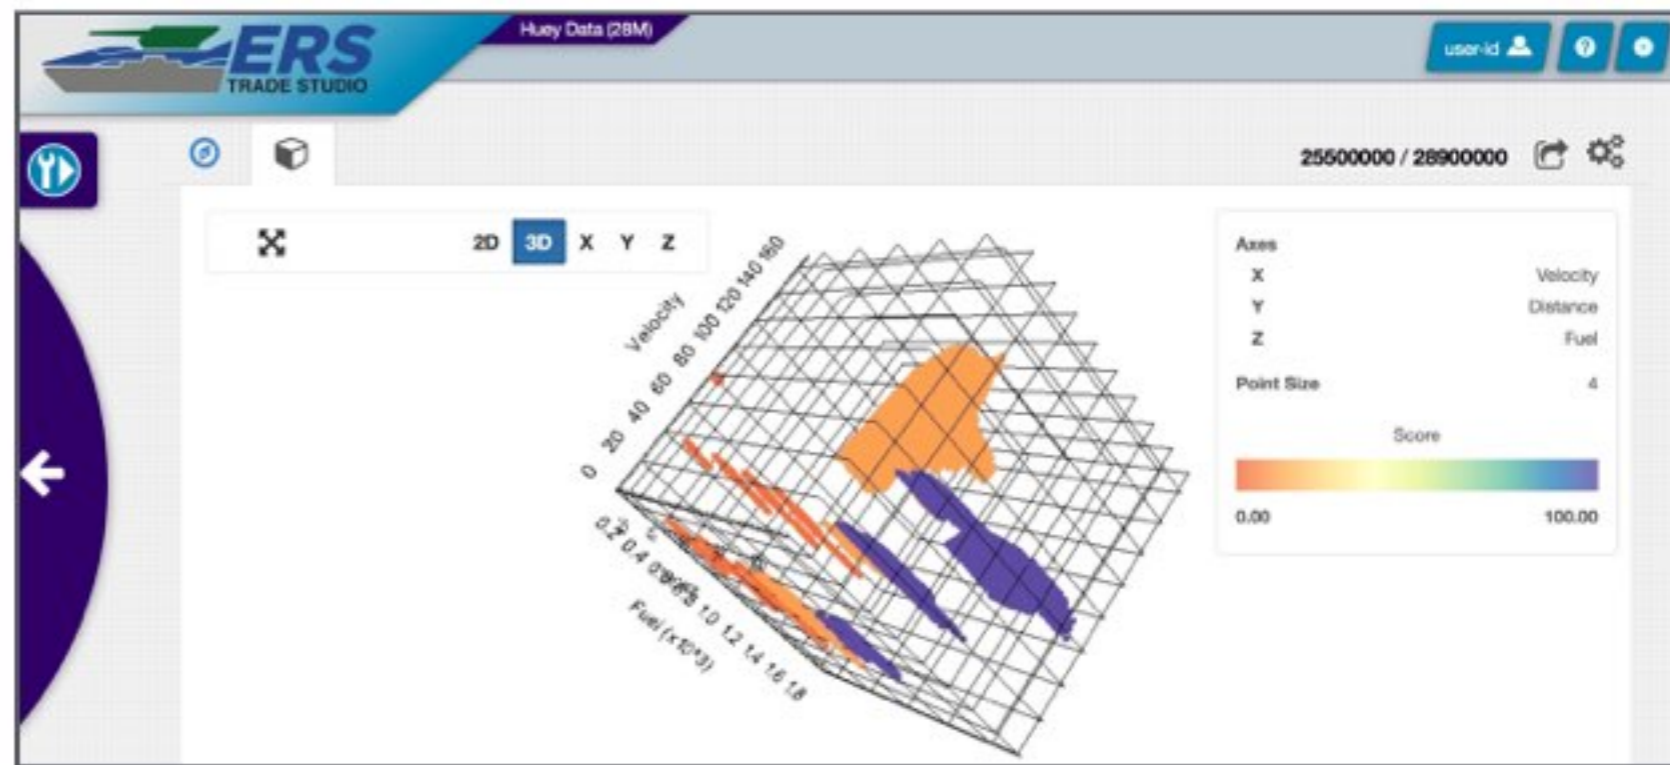 ERS
TRADE STUDIO
Huey Data (28M)
user-id
25500000 / 28900000
2D 3D X Y Z
Axes
X Velocity
Y Distance
Z Fuel
Point Size 4
Score
0.00 100.00
Velocity
0 20 40 60 80 100 120 140 160
0.2 0.4
1.0 1.2 1.4 1.6 1.8
Fuel (x10^3)